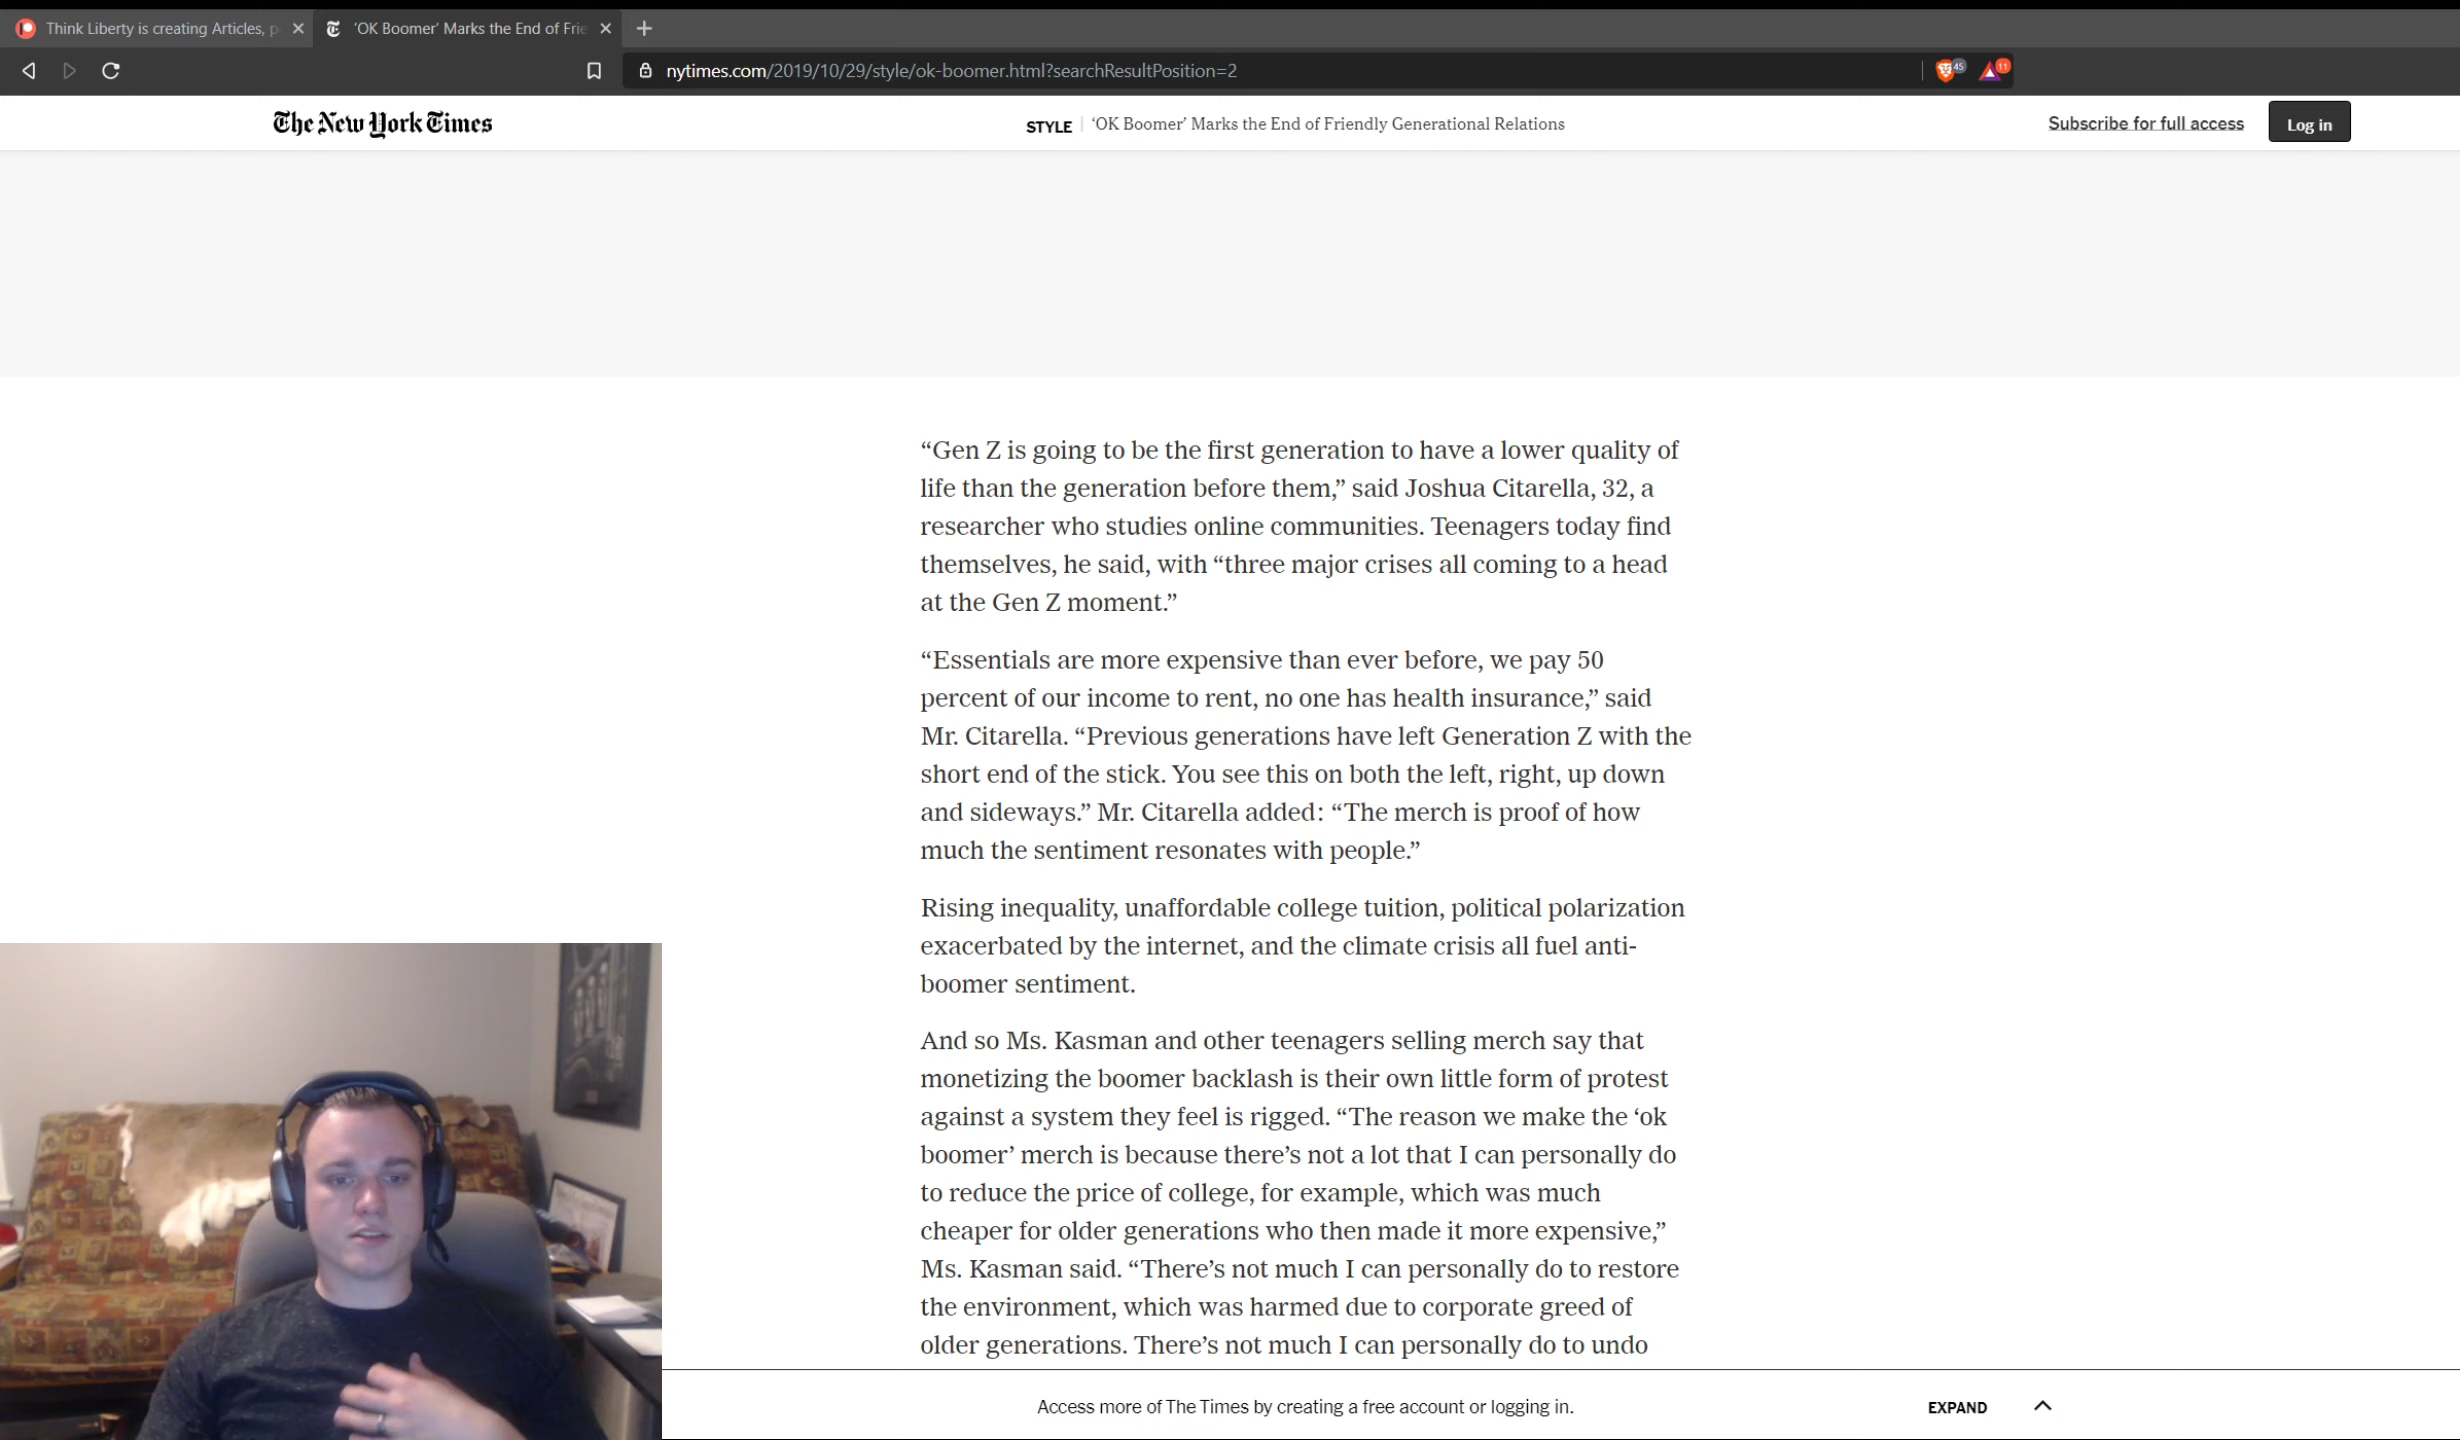 Think Liberty is creating Articles, p
'OK Boomer' Marks the End of Frie
nytimes.com/2019/10/29/style/ok-boomer.html?searchResultPosition=2
45
11
The New York Times
STYLE
'OK Boomer' Marks the End of Friendly Generational Relations
Subscribe for full access
Log in
“Gen Z is going to be the first generation to have a lower quality of
life than the generation before them,” said Joshua Citarella, 32, a
researcher who studies online communities. Teenagers today find
themselves, he said, with “three major crises all coming to a head
at the Gen Z moment.”
“Essentials are more expensive than ever before, we pay 50
percent of our income to rent, no one has health insurance,” said
Mr. Citarella. “Previous generations have left Generation Z with the
short end of the stick. You see this on both the left, right, up down
and sideways.” Mr. Citarella added: “The merch is proof of how
much the sentiment resonates with people.”
Rising inequality, unaffordable college tuition, political polarization
exacerbated by the internet, and the climate crisis all fuel anti-
boomer sentiment.
And so Ms. Kasman and other teenagers selling merch say that
monetizing the boomer backlash is their own little form of protest
against a system they feel is rigged. “The reason we make the ‘ok
boomer’ merch is because there’s not a lot that I can personally do
to reduce the price of college, for example, which was much
cheaper for older generations who then made it more expensive,”
Ms. Kasman said. “There’s not much I can personally do to restore
the environment, which was harmed due to corporate greed of
older generations. There’s not much I can personally do to undo
Access more of The Times by creating a free account or logging in.
EXPAND